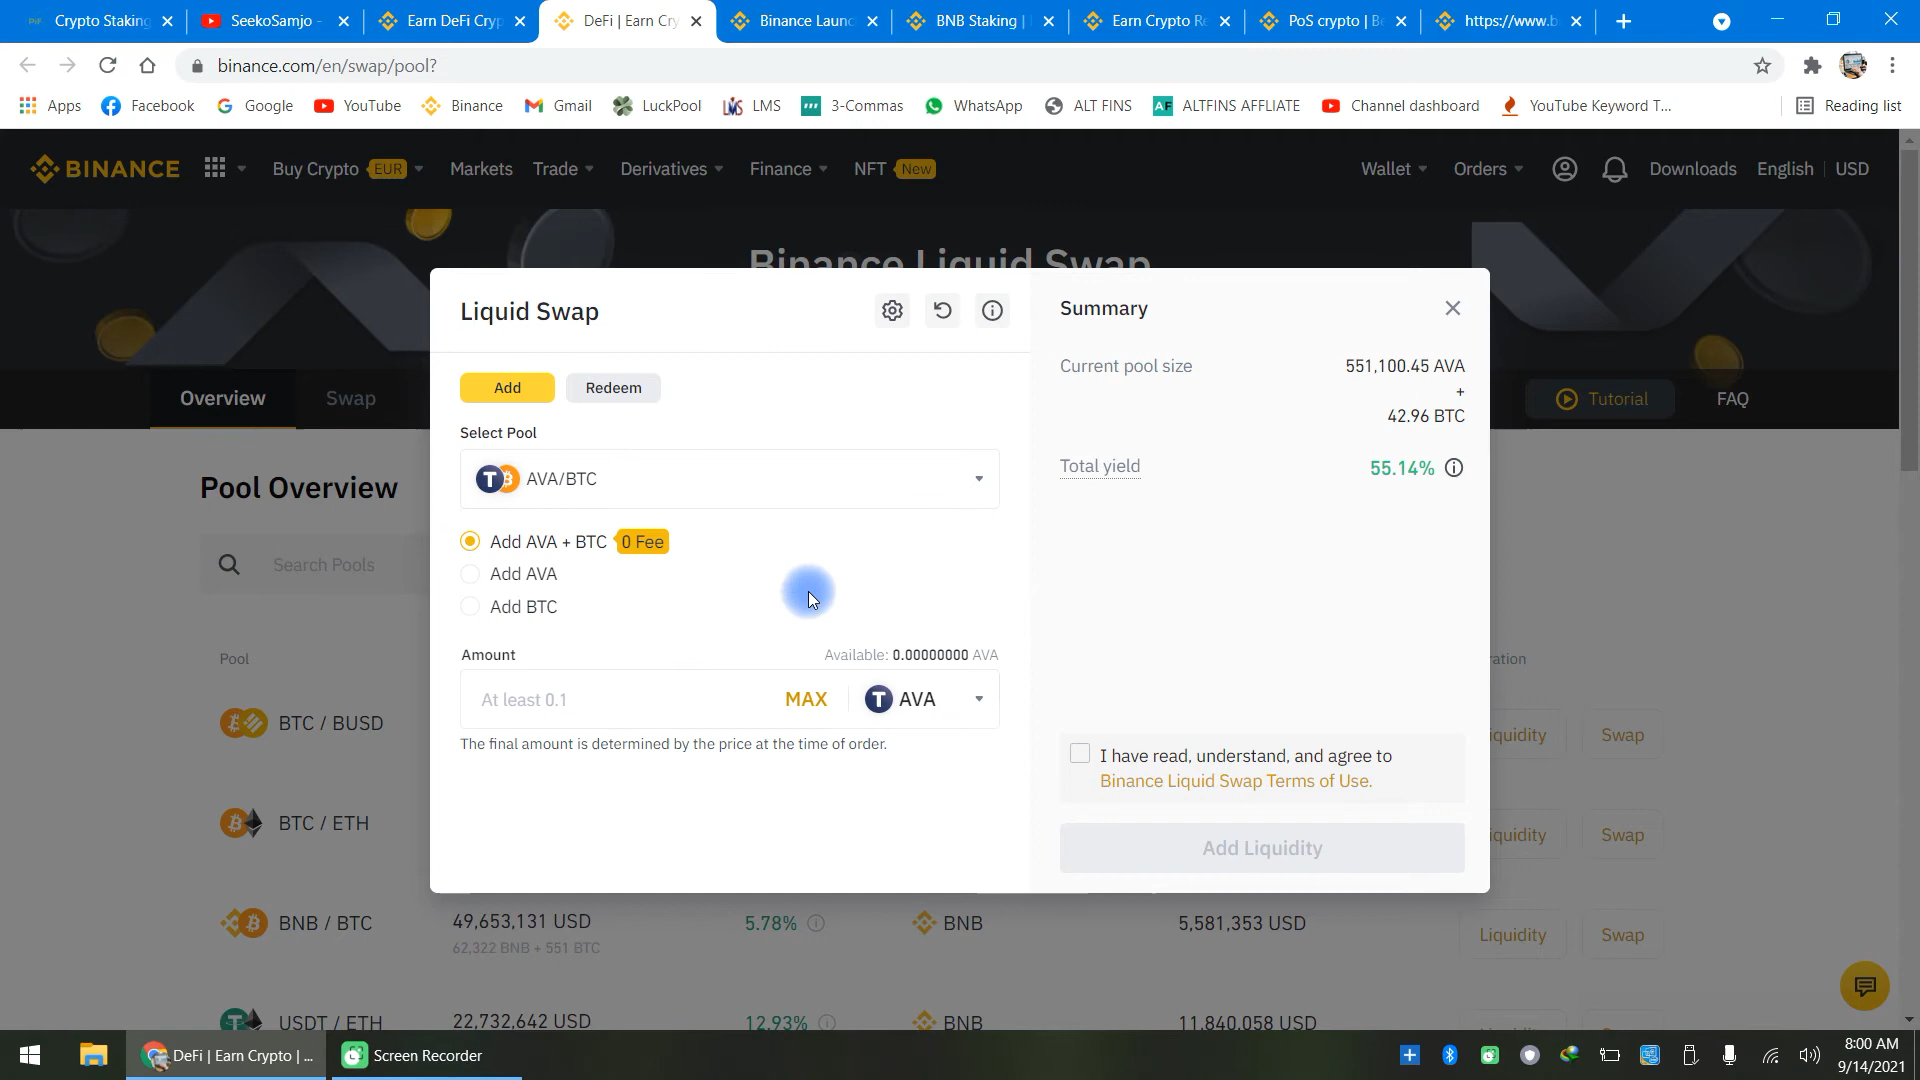 Crypto Staking
SeekoSamjo -
Earn DeFi Cryp
DeFi | Earn Cry
Binance Launc
BNB Staking |
Earn Crypto Re
PoS crypto | B
https://www.b
binance.com/en/swap/pool?
Apps
Facebook
Google
YouTube
Binance
Gmail
LuckPool
LMS
3-Commas
WhatsApp
ALT FINS
ALTFINS AFFLIATE
Channel dashboard
YouTube Keyword T...
Reading list
BINANCE
Buy Crypto EUR
Markets
Trade
Derivatives
Finance
NFT New
Wallet
Orders
Downloads
English
USD
Binance Liquid Swap
Overview
Swap
Tutorial
FAQ
Liquid Swap
Add
Redeem
Select Pool
AVA/BTC
Add AVA + BTC 0 Fee
Add AVA
Add BTC
Amount
Available: 0.00000000 AVA
At least 0.1
MAX
AVA
The final amount is determined by the price at the time of order.
Summary
Current pool size
551,100.45 AVA
+
42.96 BTC
Total yield
55.14%
I have read, understand, and agree to
Binance Liquid Swap Terms of Use.
Add Liquidity
Pool Overview
Search Pools
Pool
ation
BTC / BUSD
iquidity
Swap
BTC / ETH
iquidity
Swap
BNB / BTC
49,653,131 USD
62,322 BNB + 551 BTC
5.78%
BNB
5,581,353 USD
Liquidity
Swap
USDT / ETH
22,732,642 USD
12.93%
BNB
11,840,058 USD
DeFi | Earn Crypto | ...
Screen Recorder
8:00 AM
9/14/2021